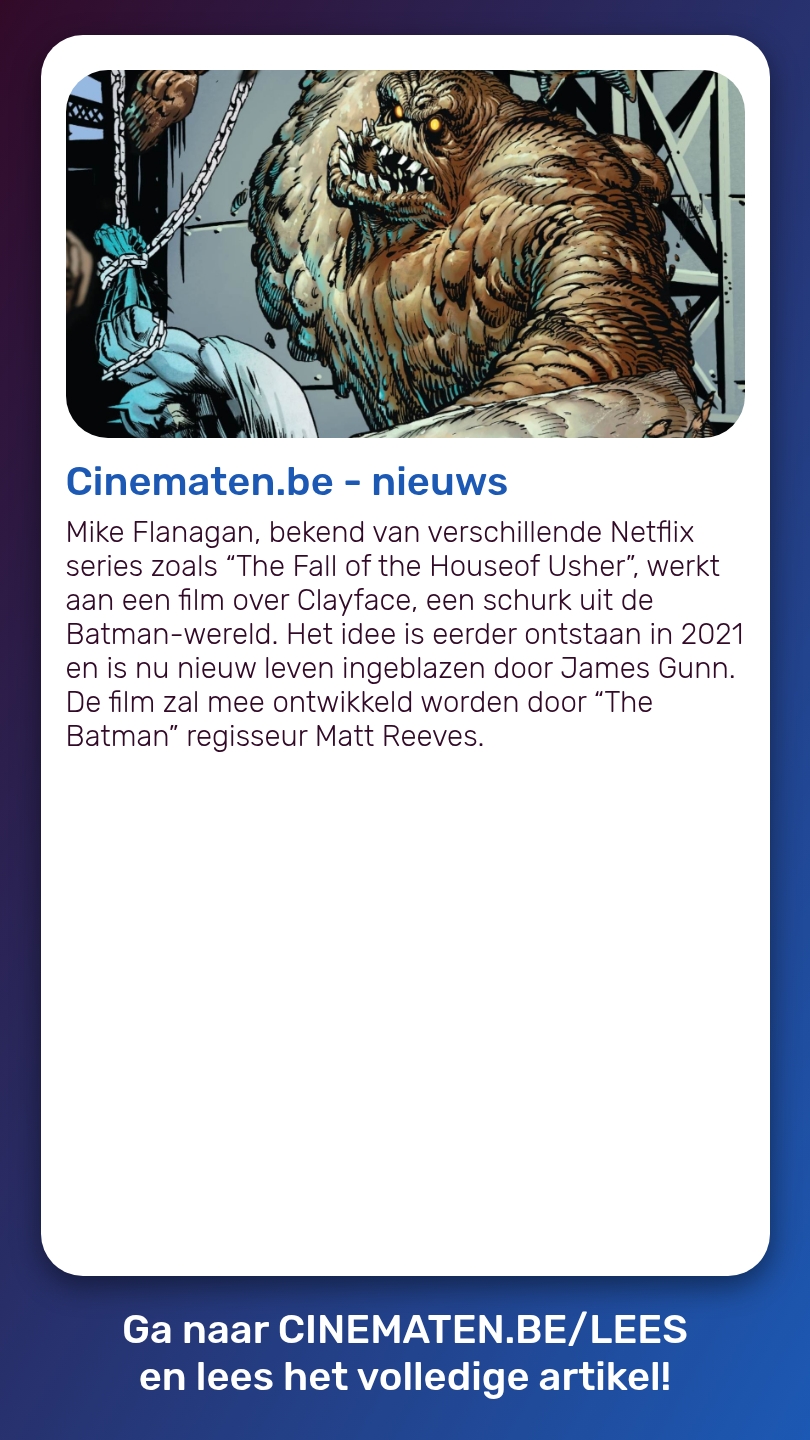 Cinematen.be - nieuws
Mike Flanagan, bekend van verschillende Netflix
series zoals “The Fall of the Houseof Usher”, werkt
aan een film over Clayface, een schurk uit de
Batman-wereld. Het idee is eerder ontstaan in 2021
en is nu nieuw leven ingeblazen door James Gunn.
De film zal mee ontwikkeld worden door “The
Batman” regisseur Matt Reeves.
Ga naar CINEMATEN.BE/LEES
en lees het volledige artikel!